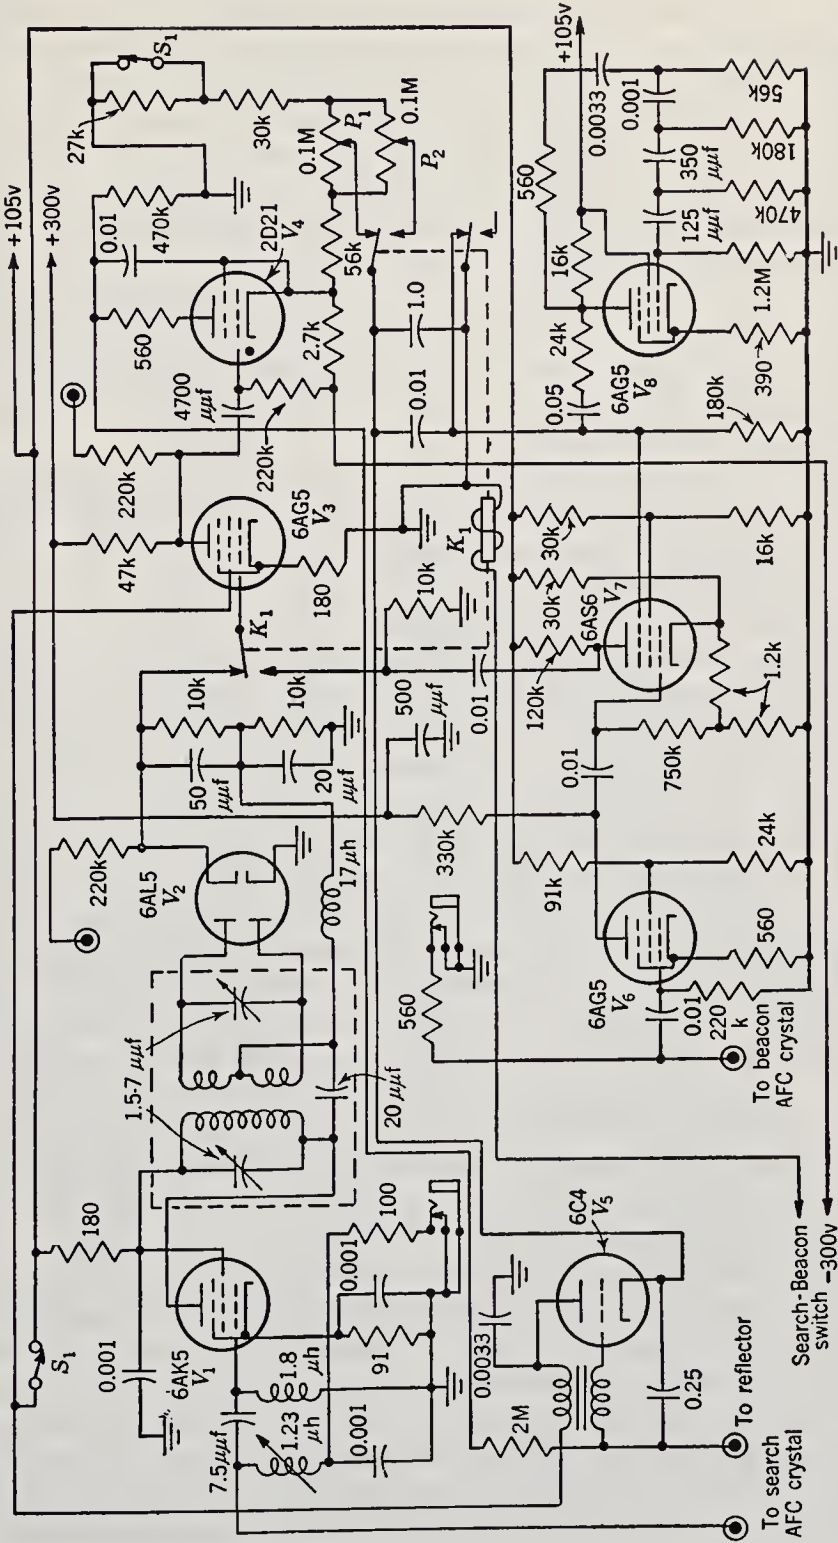 S₁
180
0.001
6AK5
V₁
1.5-7 μμf
220k
6AL5
V₂
17 μh
20 μμf
7.5 μμf
1.23
μh
1.8
μh
0.001
91
0.001
100
50
μμf
10k
20
μμf
10k
K₁
47k
220k
6AG5
V₃
180
4700
μμf
220k
560
0.01
470k
2D21
V₄
2.7k
56k
+105v
+300v
27k
S₁
30k
0.1M
P₁
0.1M
P₂
0.01
1.0
K₁
10k
500
μμf
0.01
2M
0.0033
6C4
V₅
0.25
To search
AFC crystal
To reflector
Search-Beacon
switch
-300v
560
To beacon
AFC crystal
0.01
220
k
6AG5
V₆
560
91k
24k
330k
0.01
750k
1.2k
120k
30k
30k
6AS6
V₇
16k
180k
0.05
24k
16k
560
6AG5
V₈
390
1.2M
125
μμf
470k
350
μμf
180k
0.001
56k
0.0033
+105v